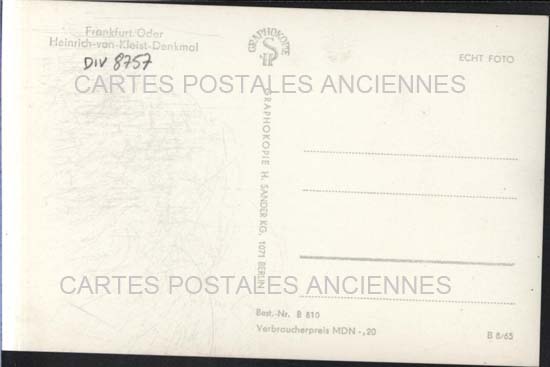 Frankfurt/Oder
Heinrich-von-Kleist-Denkmal
DIV 8757
GRAPHOKOPIE
ECHT FOTO
CARTES POSTALES ANCIENNES
GRAPHOKOPIE H. SANDER KG, 1071 BERLIN
CARTES POSTALES ANCIENNES
Best.-Nr. B 810
Verbraucherpreis MDN -,20
B 8/65